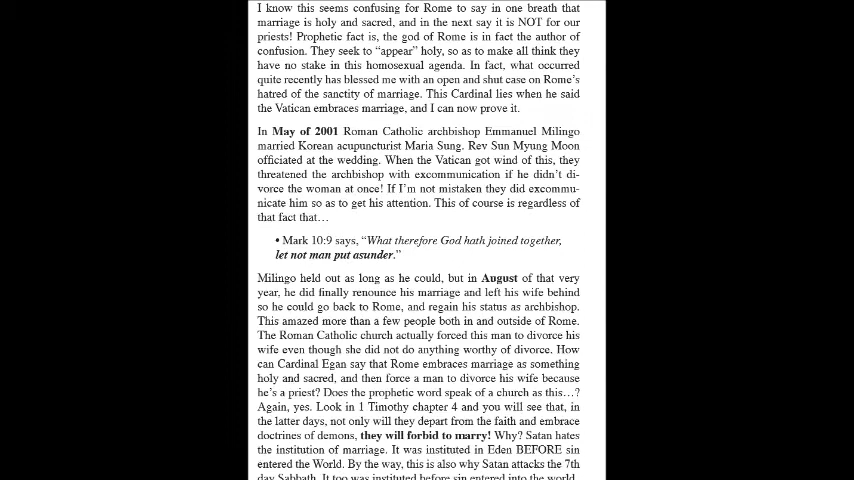 I know this seems confusing for Rome to say in one breath that
marriage is holy and sacred, and in the next say it is NOT for our
priests! Prophetic fact is, the god of Rome is in fact the author of
confusion. They seek to “appear” holy, so as to make all think they
have no stake in this homosexual agenda. In fact, what occurred
quite recently has blessed me with an open and shut case on Rome’s
hatred of the sanctity of marriage. This Cardinal lies when he said
the Vatican embraces marriage, and I can now prove it.
In May of 2001 Roman Catholic archbishop Emmanuel Milingo
married Korean acupuncturist Maria Sung. Rev Sun Myung Moon
officiated at the wedding. When the Vatican got wind of this, they
threatened the archbishop with excommunication if he didn’t di-
vorce the woman at once! If I’m not mistaken they did excommu-
nicate him so as to get his attention. This of course is regardless of
that fact that…
• Mark 10:9 says, “What therefore God hath joined together,
let not man put asunder.”
Milingo held out as long as he could, but in August of that very
year, he did finally renounce his marriage and left his wife behind
so he could go back to Rome, and regain his status as archbishop.
This amazed more than a few people both in and outside of Rome.
The Roman Catholic church actually forced this man to divorce his
wife even though she did not do anything worthy of divorce. How
can Cardinal Egan say that Rome embraces marriage as something
holy and sacred, and then force a man to divorce his wife because
he’s a priest? Does the prophetic word speak of a church as this…?
Again, yes. Look in 1 Timothy chapter 4 and you will see that, in
the latter days, not only will they depart from the faith and embrace
doctrines of demons, they will forbid to marry! Why? Satan hates
the institution of marriage. It was instituted in Eden BEFORE sin
entered the World. By the way, this is also why Satan attacks the 7th
day Sabbath. It too was instituted before sin entered into the world.